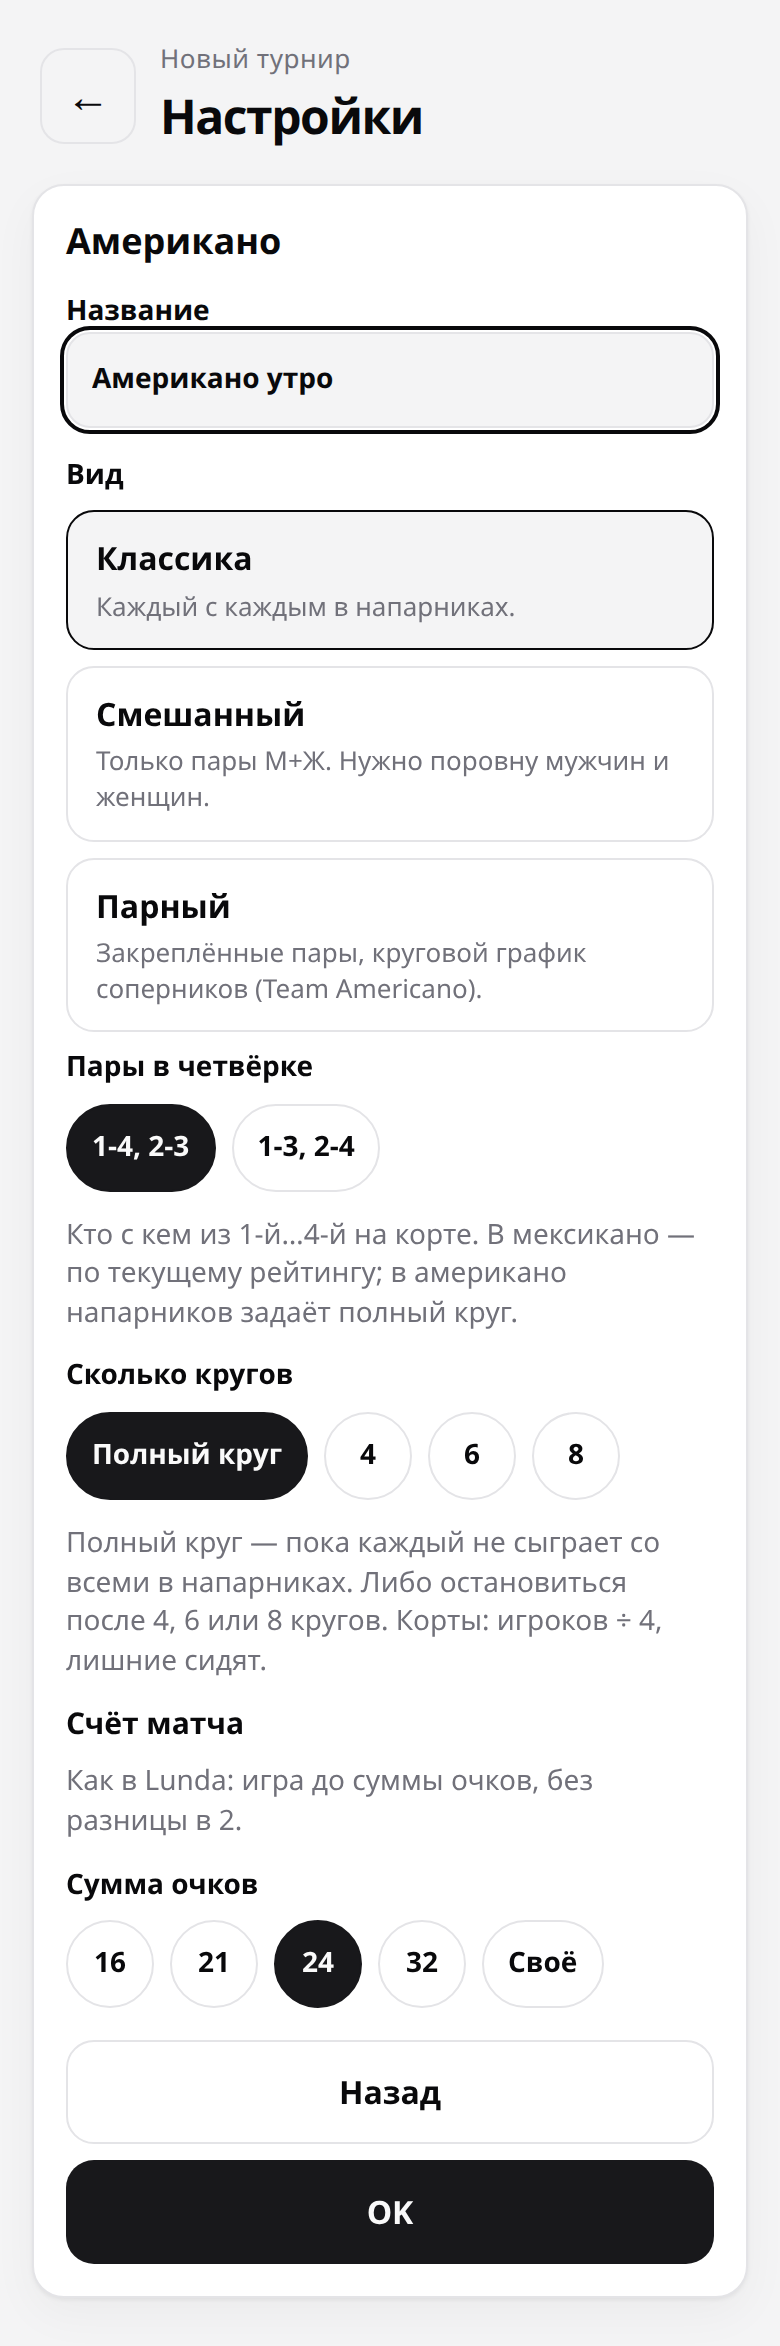 ←
Новый турнир
Настройки
Американо
Название
Американо утро
Вид
Классика
Каждый с каждым в напарниках.
Смешанный
Только пары М+Ж. Нужно поровну мужчин и
женщин.
Парный
Закреплённые пары, круговой график
соперников (Team Americano).
Пары в четвёрке
1-4, 2-3
1-3, 2-4
Кто с кем из 1-й…4-й на корте. В мексикано —
по текущему рейтингу; в американо
напарников задаёт полный круг.
Сколько кругов
Полный круг
4
6
8
Полный круг — пока каждый не сыграет со
всеми в напарниках. Либо остановиться
после 4, 6 или 8 кругов. Корты: игроков ÷ 4,
лишние сидят.
Счёт матча
Как в Lunda: игра до суммы очков, без
разницы в 2.
Сумма очков
16
21
24
32
Своё
Назад
OK